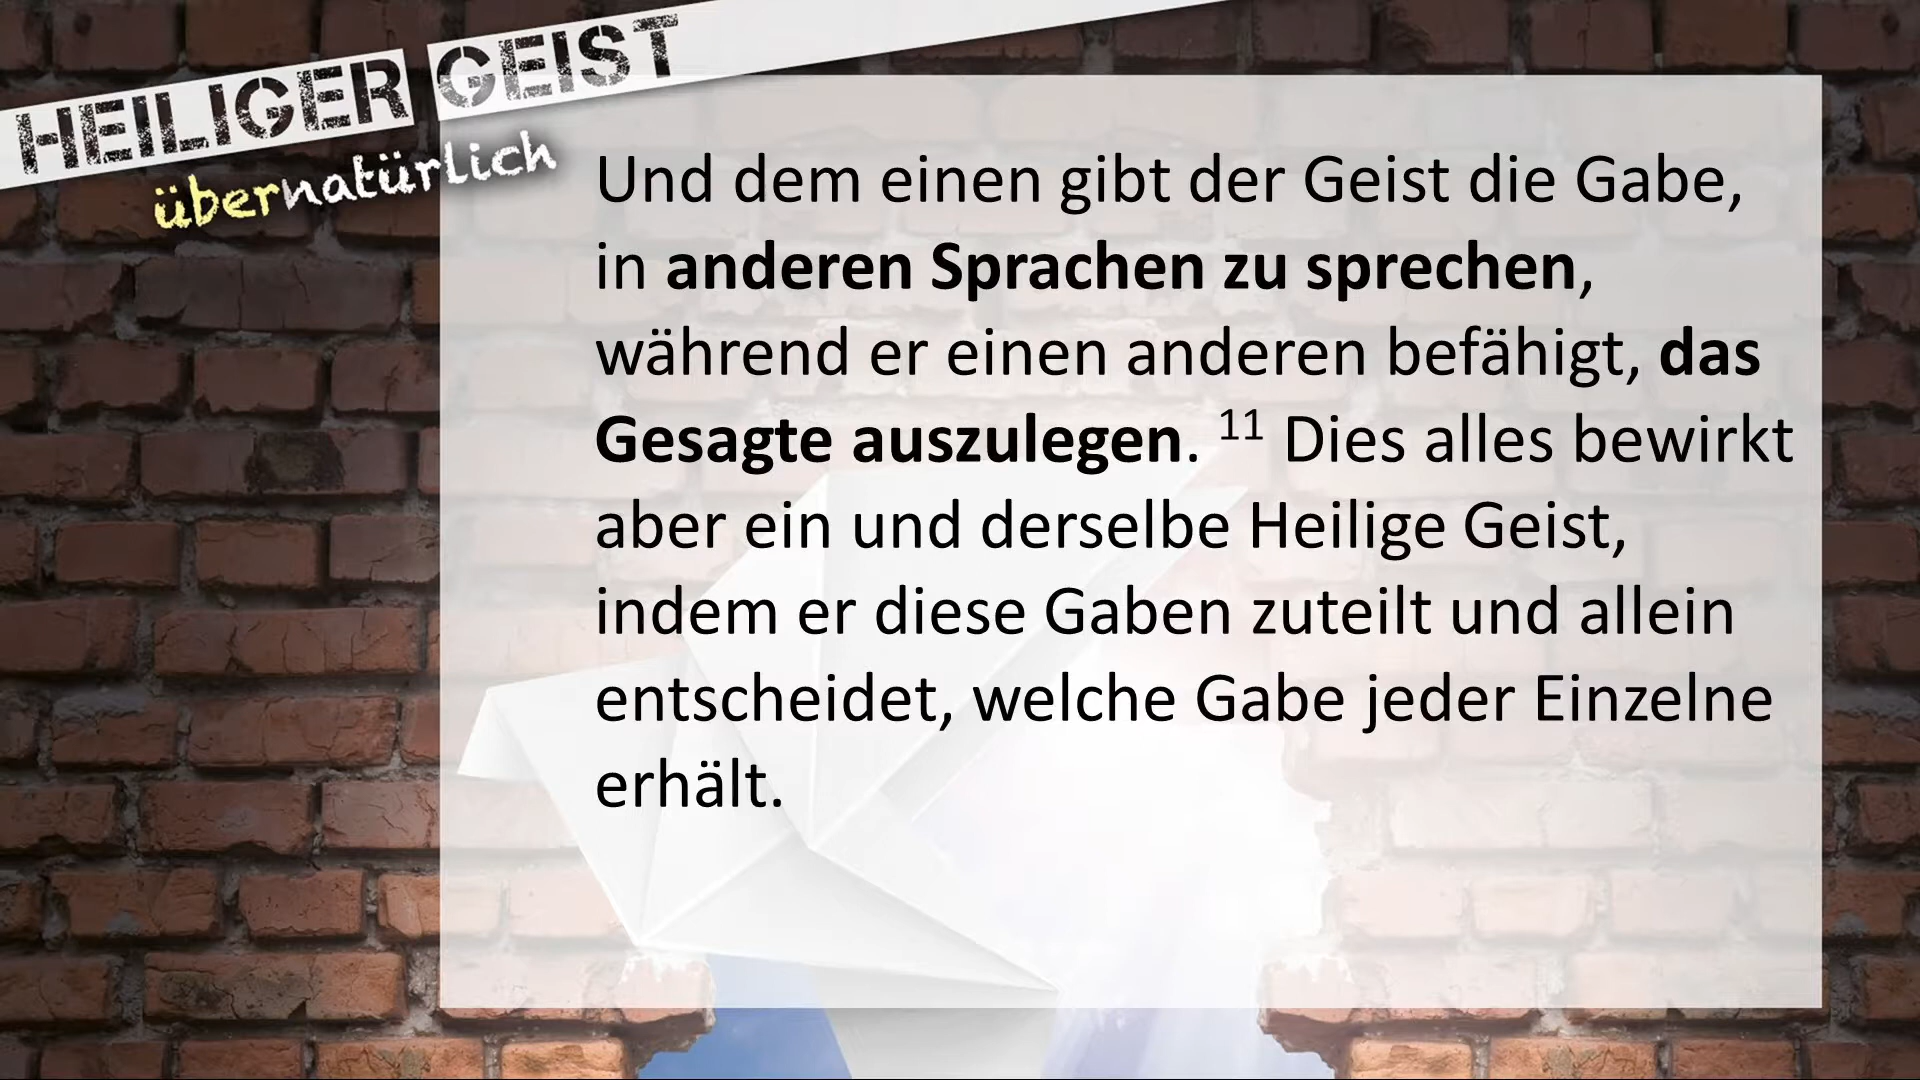 HEILIGER GEIST
übernatürlich
Und dem einen gibt der Geist die Gabe,
in anderen Sprachen zu sprechen,
während er einen anderen befähigt, das
Gesagte auszulegen. 11 Dies alles bewirkt
aber ein und derselbe Heilige Geist,
indem er diese Gaben zuteilt und allein
entscheidet, welche Gabe jeder Einzelne
erhält.